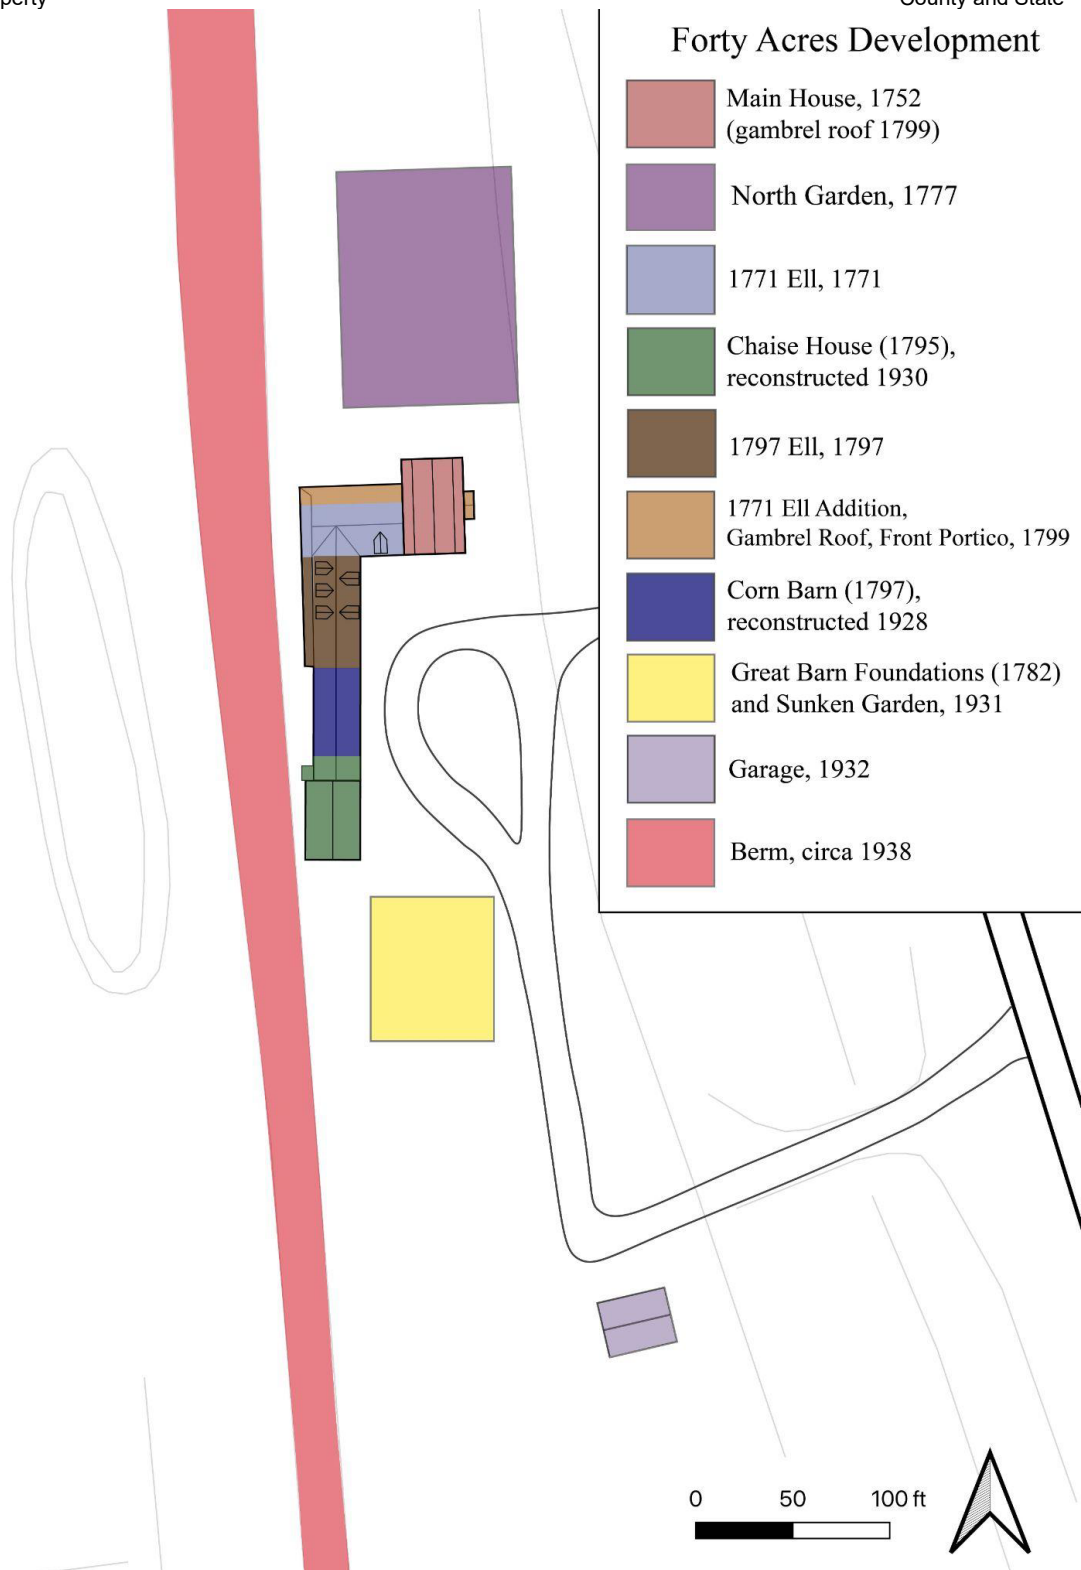 Forty Acres Development
Main House, 1752
(gambrel roof 1799)
North Garden, 1777
1771 Ell, 1771
Chaise House (1795),
reconstructed 1930
1797 Ell, 1797
1771 Ell Addition,
Gambrel Roof, Front Portico, 1799
Corn Barn (1797),
reconstructed 1928
Great Barn Foundations (1782)
and Sunken Garden, 1931
Garage, 1932
Berm, circa 1938
0 50 100 ft